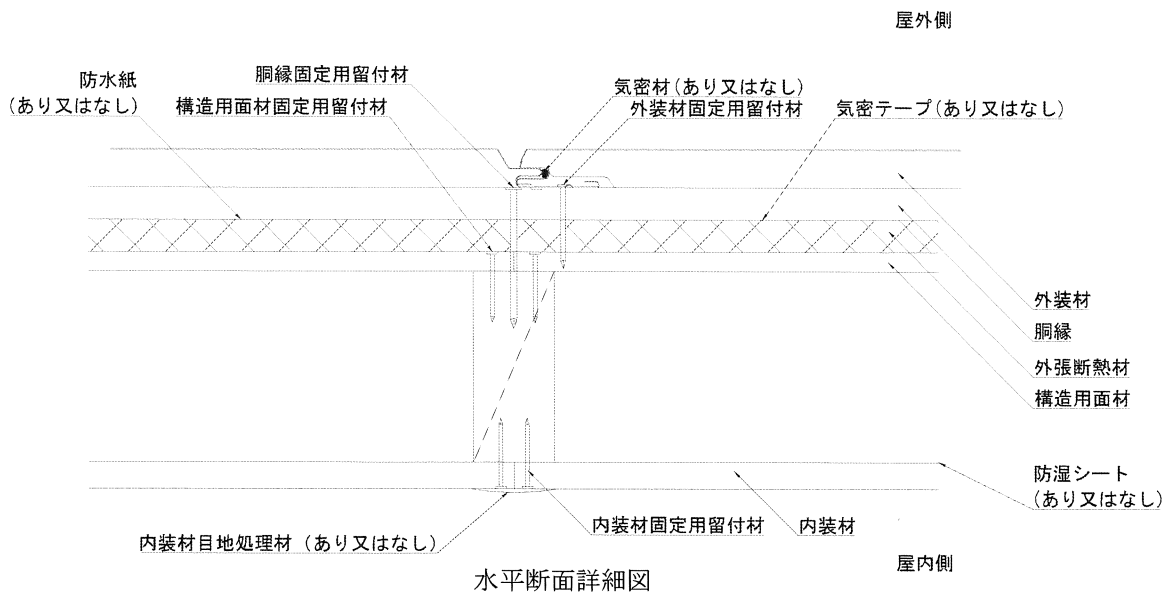 屋外側
防水紙
(あり又はなし)
胴縁固定用留付材
構造用面材固定用留付材
気密材(あり又はなし)
外装材固定用留付材
気密テープ(あり又はなし)
外装材
胴縁
外張断熱材
構造用面材
防湿シート
(あり又はなし)
内装材固定用留付材
内装材
内装材目地処理材 (あり又はなし)
屋内側
水平断面詳細図